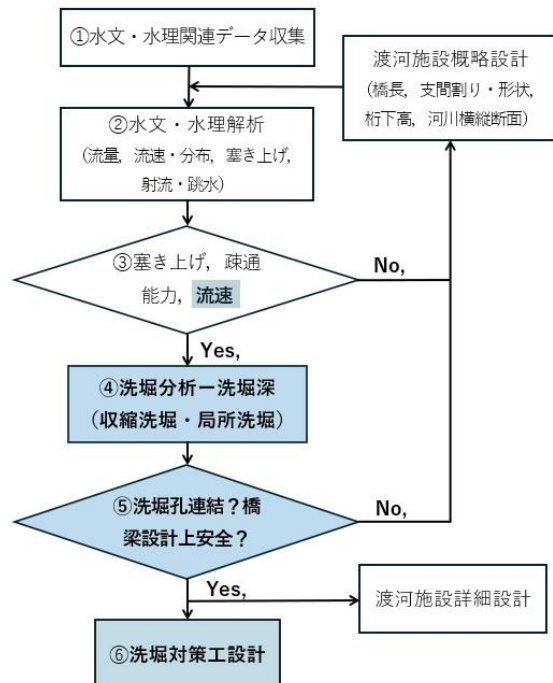 ①水文・水理関連データ収集
渡河施設概略設計
(橋長, 支間割り・形状,
桁下高, 河川横縦断面)
②水文・水理解析
(流量, 流速・分布, 塞き上げ,
射流・跳水)
③塞き上げ, 疎通
能力, 流速
No,
Yes,
④洗堀分析ー洗堀深
(収縮洗堀・局所洗堀)
⑤洗堀孔連結？橋
梁設計上安全？
No,
Yes,
渡河施設詳細設計
⑥洗堀対策工設計